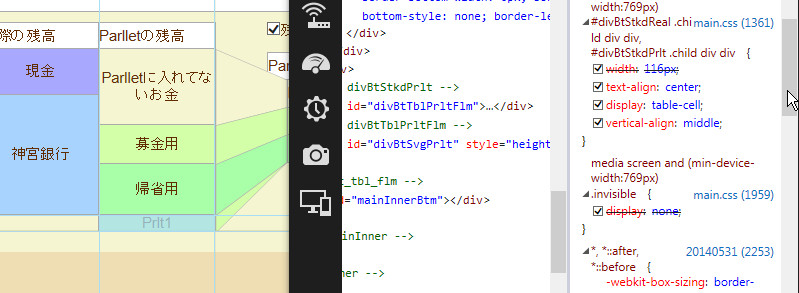 際の残高
Parlletの残高
残
現金
Parlletに入れてな
いお金
Par
神宮銀行
募金用
帰省用
Prlt1
bottom-style: none; border-le
</div>
div>
>
divBtStkdPrlt -->
id="divBtTblPrltFlm">…</div>
divBtTblPrltFlm -->
id="divBtSvgPrlt" style="height
t_tbl_flm -->
d="mainInnerBtm"></div>
ainInner -->
ner -->
width:769px)
#divBtStkdReal .chi main.css (1361)
ld div div,
#divBtStkdPrlt .child div div {
width: 116px;
text-align: center;
display: table-cell;
vertical-align: middle;
}
media screen and (min-device-
width:769px)
.invisible { main.css (1959)
display: none;
}
*, *::after, 20140531 (2253)
*::before {
-webkit-box-sizing: border-